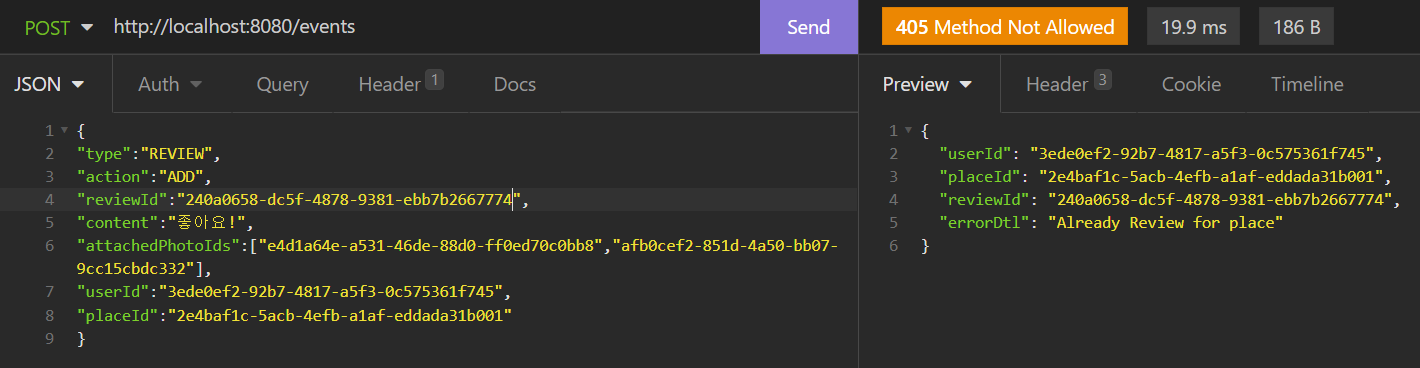 POST http://localhost:8080/events Send 405 Method Not Allowed 19.9 ms 186 B
JSON Auth Query Header 1 Docs Preview Header 3 Cookie Timeline
1 {
2 "type":"REVIEW",
3 "action":"ADD",
4 "reviewId":"240a0658-dc5f-4878-9381-ebb7b2667774",
5 "content":"좋아요!",
6 "attachedPhotoIds":["e4d1a64e-a531-46de-88d0-ff0ed70c0bb8","afb0cef2-851d-4a50-bb07-
9cc15cbdc332"],
7 "userId":"3ede0ef2-92b7-4817-a5f3-0c575361f745",
8 "placeId":"2e4baf1c-5acb-4efb-a1af-eddada31b001"
9 }
1 {
2 "userId": "3ede0ef2-92b7-4817-a5f3-0c575361f745",
3 "placeId": "2e4baf1c-5acb-4efb-a1af-eddada31b001",
4 "reviewId": "240a0658-dc5f-4878-9381-ebb7b2667774",
5 "errorDtl": "Already Review for place"
6 }